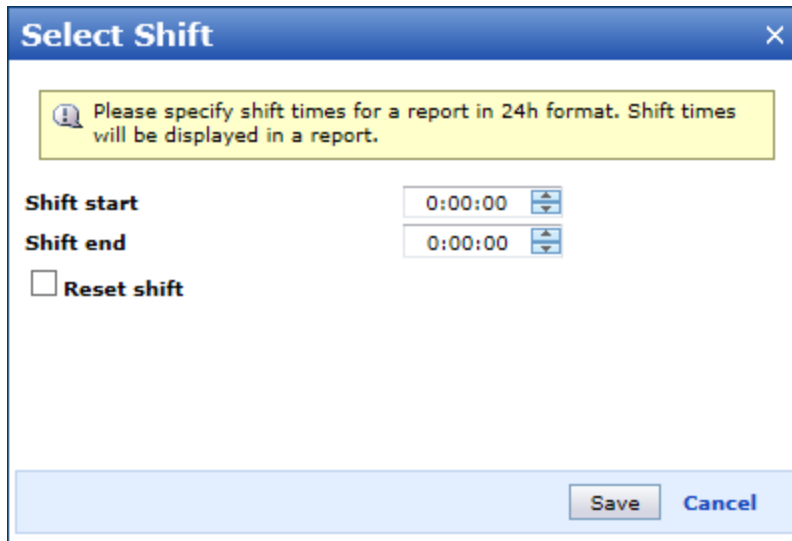 Select Shift
Please specify shift times for a report in 24h format. Shift times
will be displayed in a report.
Shift start 0:00:00
Shift end 0:00:00
Reset shift
Save Cancel